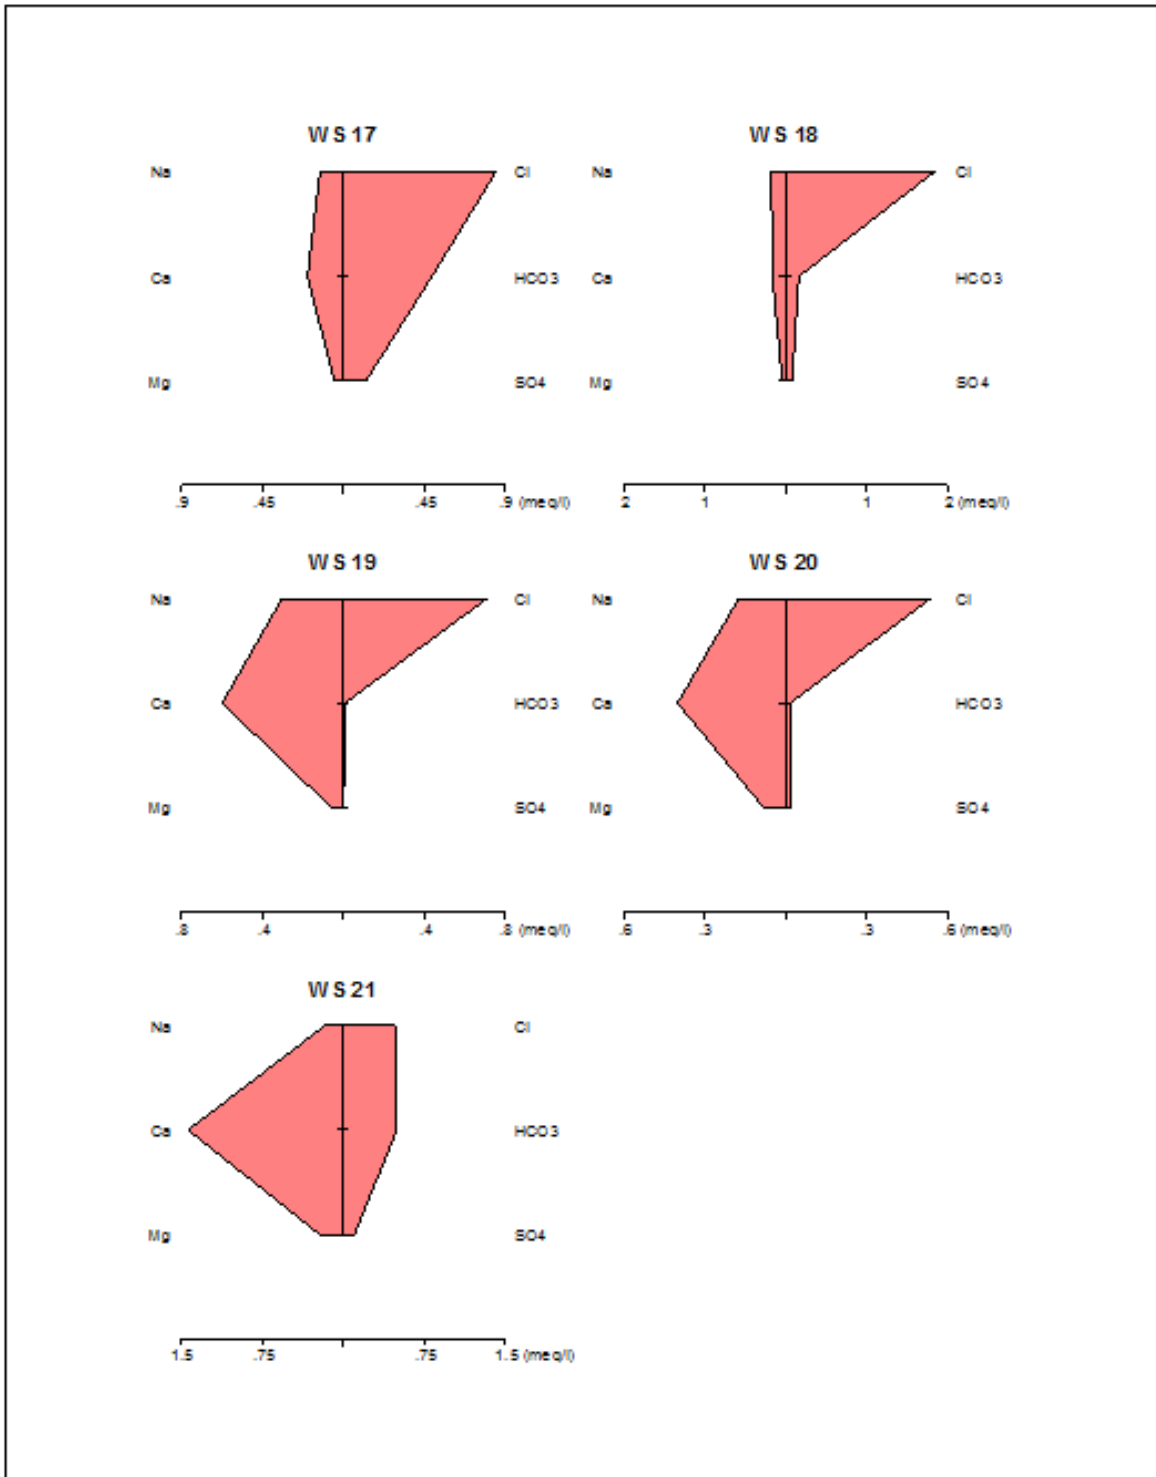 WS 17 WS 18
Na Cl Na Cl
Ca HCO3 Ca HCO3
Mg SO4 Mg SO4
.9 .45 .45 .9 (meq/l) 2 1 1 2 (meq/l)
WS 19 WS 20
Na Cl Na Cl
Ca HCO3 Ca HCO3
Mg SO4 Mg SO4
.8 .4 .4 .8 (meq/l) .6 .3 .3 .6 (meq/l)
WS 21
Na Cl
Ca HCO3
Mg SO4
1.5 .75 .75 1.5 (meq/l)